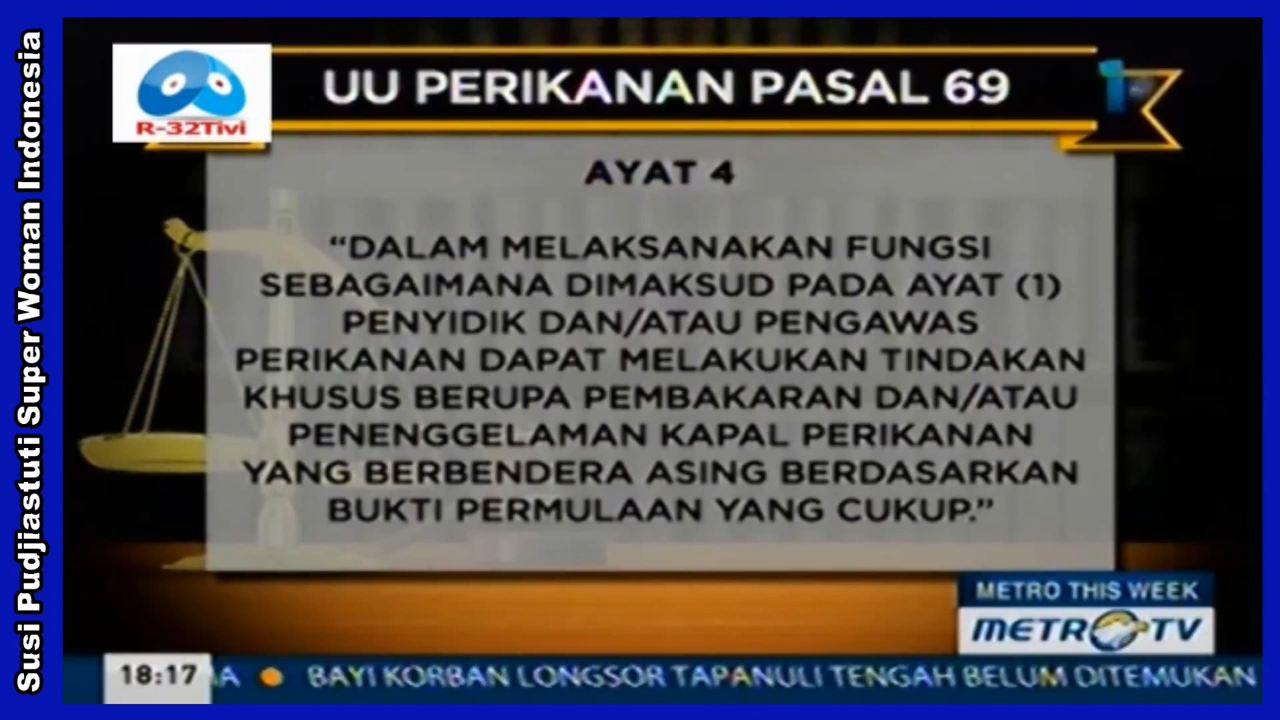 Susi Pudjiastuti Super Woman Indonesia
R-32Tivi
UU PERIKANAN PASAL 69
AYAT 4
“DALAM MELAKSANAKAN FUNGSI
SEBAGAIMANA DIMAKSUD PADA AYAT (1)
PENYIDIK DAN/ATAU PENGAWAS
PERIKANAN DAPAT MELAKUKAN TINDAKAN
KHUSUS BERUPA PEMBAKARAN DAN/ATAU
PENENGGELAMAN KAPAL PERIKANAN
YANG BERBENDERA ASING BERDASARKAN
BUKTI PERMULAAN YANG CUKUP.”
METRO THIS WEEK
METRO TV
18:17
BAYI KORBAN LONGSOR TAPANULI TENGAH BELUM DITEMUKAN